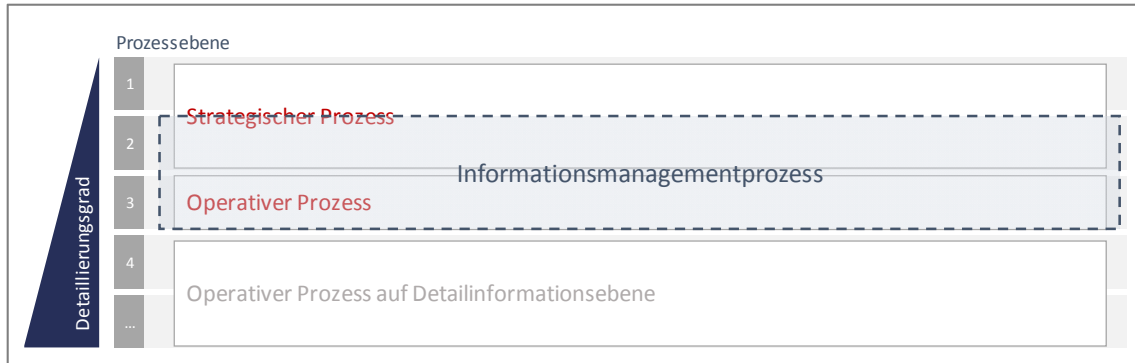 Prozessebene
1
Strategischer Prozess
2
Informationsmanagementprozess
3
Operativer Prozess
4
Operativer Prozess auf Detailinformationsebene
...
Detaillierungsgrad